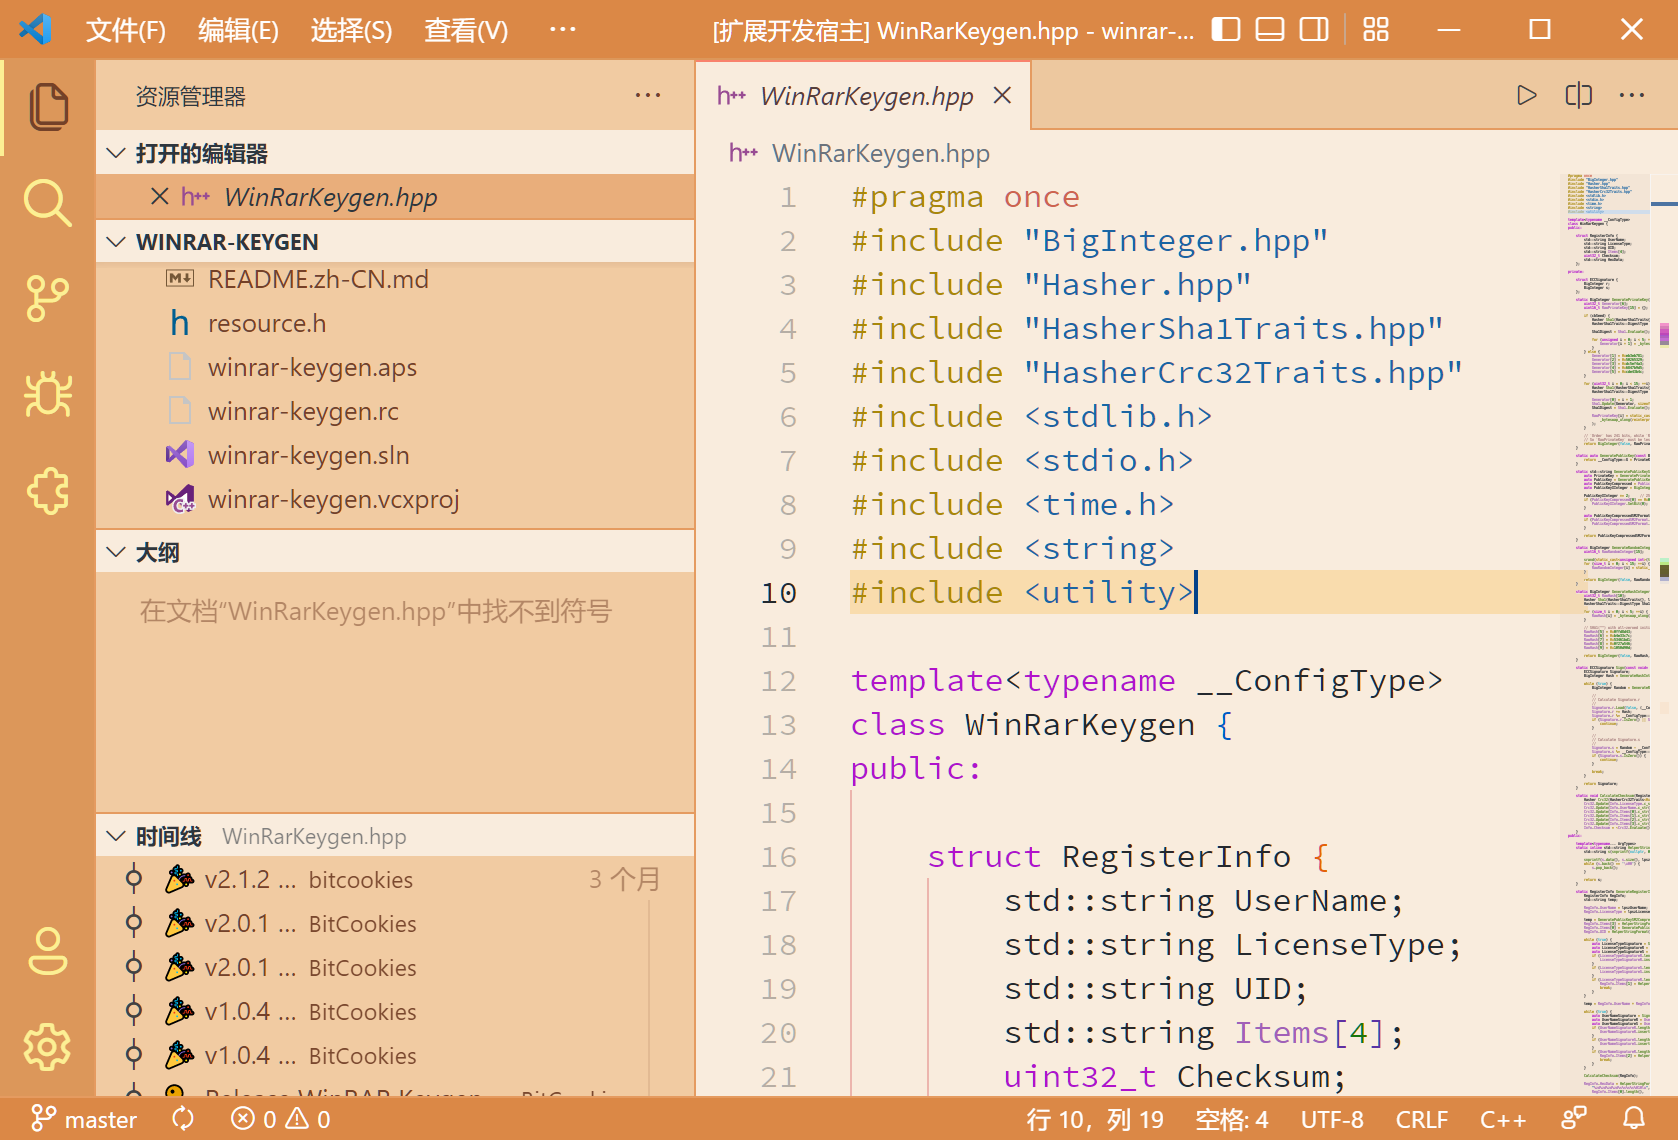 文件(F) 编辑(E) 选择(S) 查看(V) ··· [扩展开发宿主] WinRarKeygen.hpp - winrar-...
资源管理器
打开的编辑器
WinRarKeygen.hpp
WINRAR-KEYGEN
README.zh-CN.md
resource.h
winrar-keygen.aps
winrar-keygen.rc
winrar-keygen.sln
winrar-keygen.vcxproj
大纲
在文档“WinRarKeygen.hpp”中找不到符号
时间线 WinRarKeygen.hpp
v2.1.2 ... bitcookies 3 个月
v2.0.1 ... BitCookies
v2.0.1 ... BitCookies
v1.0.4 ... BitCookies
v1.0.4 ... BitCookies
h++ WinRarKeygen.hpp
h++ WinRarKeygen.hpp
1 #pragma once
2 #include "BigInteger.hpp"
3 #include "Hasher.hpp"
4 #include "HasherSha1Traits.hpp"
5 #include "HasherCrc32Traits.hpp"
6 #include <stdlib.h>
7 #include <stdio.h>
8 #include <time.h>
9 #include <string>
10 #include <utility>
11
12 template<typename __ConfigType>
13 class WinRarKeygen {
14 public:
15
16 struct RegisterInfo {
17 std::string UserName;
18 std::string LicenseType;
19 std::string UID;
20 std::string Items[4];
21 uint32_t Checksum;
master 0 0 行 10，列 19 空格: 4 UTF-8 CRLF C++